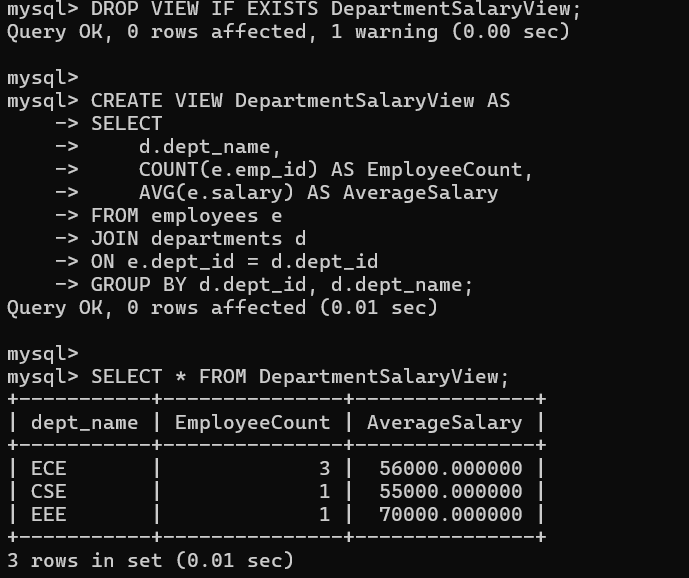 mysql> DROP VIEW IF EXISTS DepartmentSalaryView;
Query OK, 0 rows affected, 1 warning (0.00 sec)

mysql>
mysql> CREATE VIEW DepartmentSalaryView AS
    -> SELECT
    ->     d.dept_name,
    ->     COUNT(e.emp_id) AS EmployeeCount,
    ->     AVG(e.salary) AS AverageSalary
    -> FROM employees e
    -> JOIN departments d
    -> ON e.dept_id = d.dept_id
    -> GROUP BY d.dept_id, d.dept_name;
Query OK, 0 rows affected (0.01 sec)

mysql>
mysql> SELECT * FROM DepartmentSalaryView;
+-----------+---------------+---------------+
| dept_name | EmployeeCount | AverageSalary |
+-----------+---------------+---------------+
| ECE       |             3 |  56000.000000 |
| CSE       |             1 |  55000.000000 |
| EEE       |             1 |  70000.000000 |
+-----------+---------------+---------------+
3 rows in set (0.01 sec)